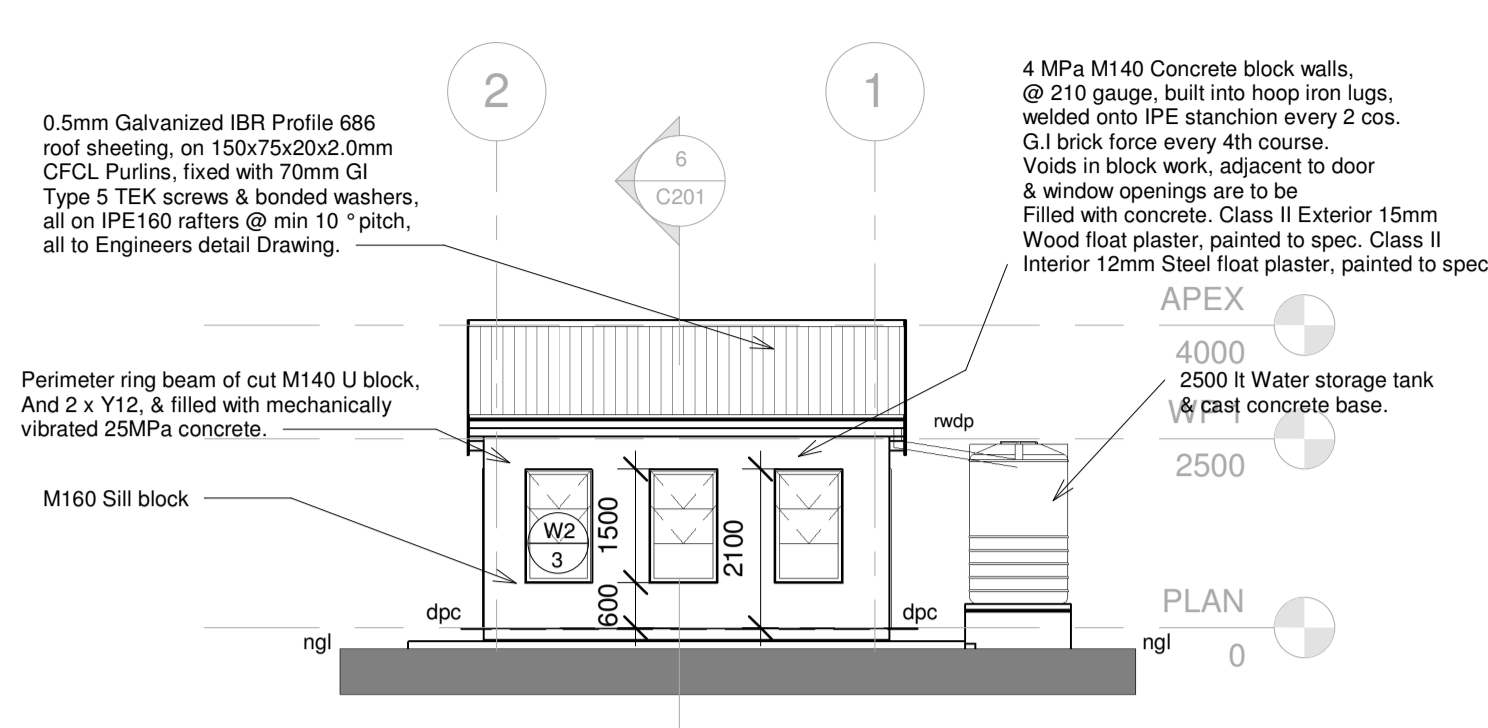 2
1
6
C201
0.5mm Galvanized IBR Profile 686
roof sheeting, on 150x75x20x2.0mm
CFCL Purlins, fixed with 70mm GI
Type 5 TEK screws & bonded washers,
all on IPE160 rafters @ min 10 ° pitch,
all to Engineers detail Drawing.
4 MPa M140 Concrete block walls,
@ 210 gauge, built into hoop iron lugs,
welded onto IPE stanchion every 2 cos.
G.I brick force every 4th course.
Voids in block work, adjacent to door
& window openings are to be
Filled with concrete. Class II Exterior 15mm
Wood float plaster, painted to spec. Class II
Interior 12mm Steel float plaster, painted to spec
APEX
4000
Perimeter ring beam of cut M140 U block,
And 2 x Y12, & filled with mechanically
vibrated 25MPa concrete.
2500 lt Water storage tank
& cast concrete base.
2500
rwdp
M160 Sill block
W2
3
1500
600
2100
dpc
dpc
ngl
ngl
PLAN
0